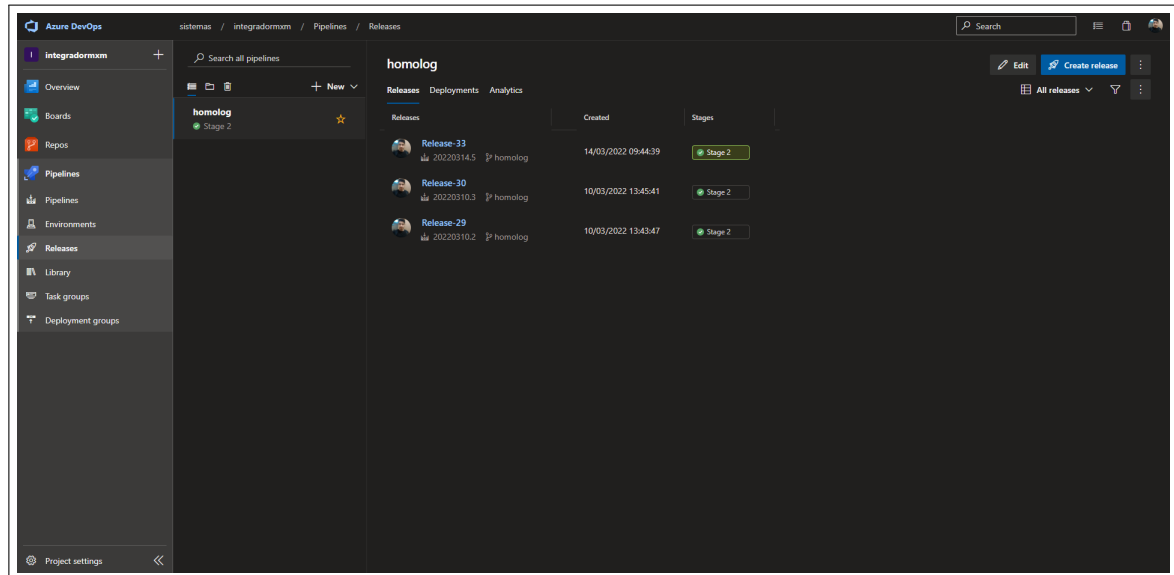 Azure DevOps
sistemas / integradormxm / Pipelines / Releases
Search
I integradormxm
Overview
Boards
Repos
Pipelines
Pipelines
Environments
Releases
Library
Task groups
Deployment groups
Project settings
Search all pipelines
New
homolog
Stage 2
homolog
Edit
Create release
Releases Deployments Analytics
All releases
Releases Created Stages
Release-33
20220314.5 homolog
14/03/2022 09:44:39
Stage 2
Release-30
20220310.3 homolog
10/03/2022 13:45:41
Stage 2
Release-29
20220310.2 homolog
10/03/2022 13:43:47
Stage 2